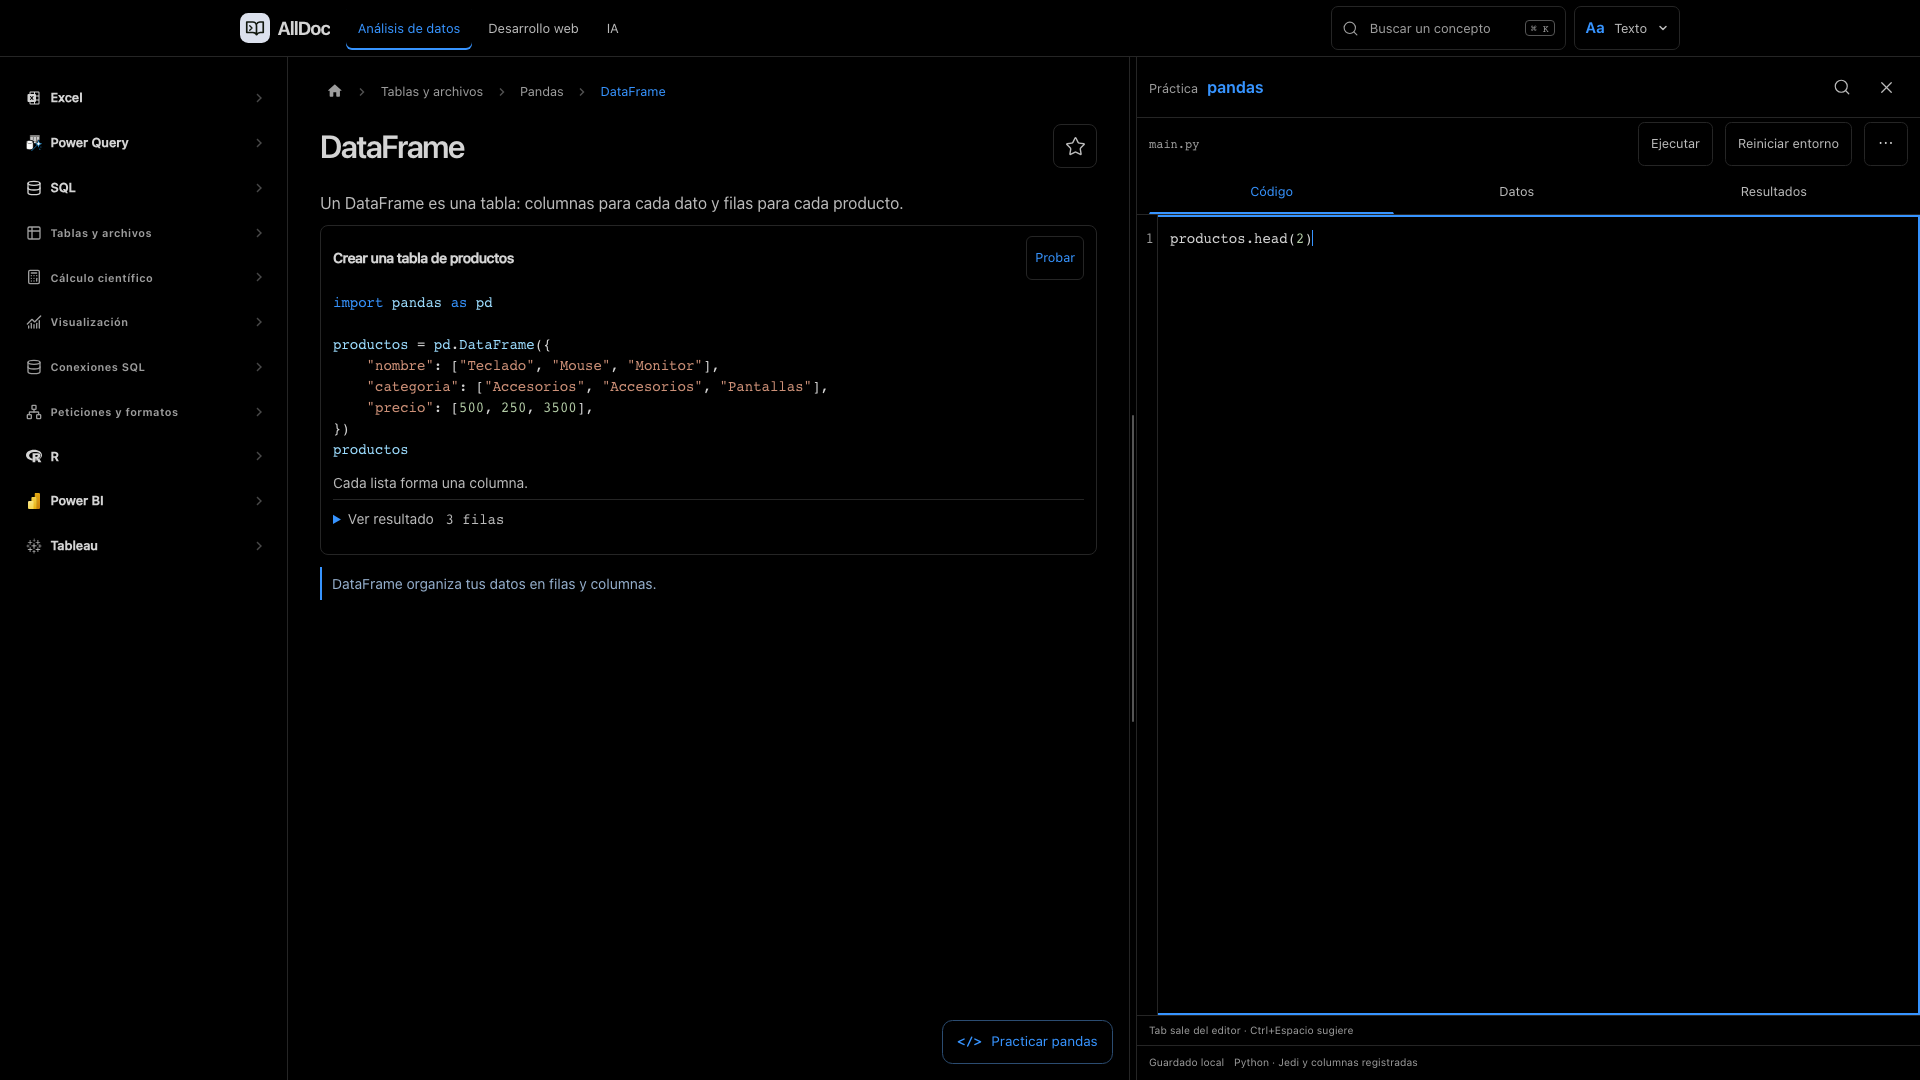 AllDoc
Análisis de datos
Desarrollo web
IA
Buscar un concepto
⌘ K
Aa Texto
Excel
Power Query
SQL
Tablas y archivos
Cálculo científico
Visualización
Conexiones SQL
Peticiones y formatos
R
Power BI
Tableau
Tablas y archivos > Pandas > DataFrame
DataFrame
Un DataFrame es una tabla: columnas para cada dato y filas para cada producto.
Crear una tabla de productos
Probar
import pandas as pd
productos = pd.DataFrame({
    "nombre": ["Teclado", "Mouse", "Monitor"],
    "categoria": ["Accesorios", "Accesorios", "Pantallas"],
    "precio": [500, 250, 3500],
})
productos
Cada lista forma una columna.
Ver resultado 3 filas
DataFrame organiza tus datos en filas y columnas.
</> Practicar pandas
Práctica pandas
main.py
Ejecutar
Reiniciar entorno
...
Código
Datos
Resultados
1 productos.head(2)
Tab sale del editor · Ctrl+Espacio sugiere
Guardado local Python · Jedi y columnas registradas